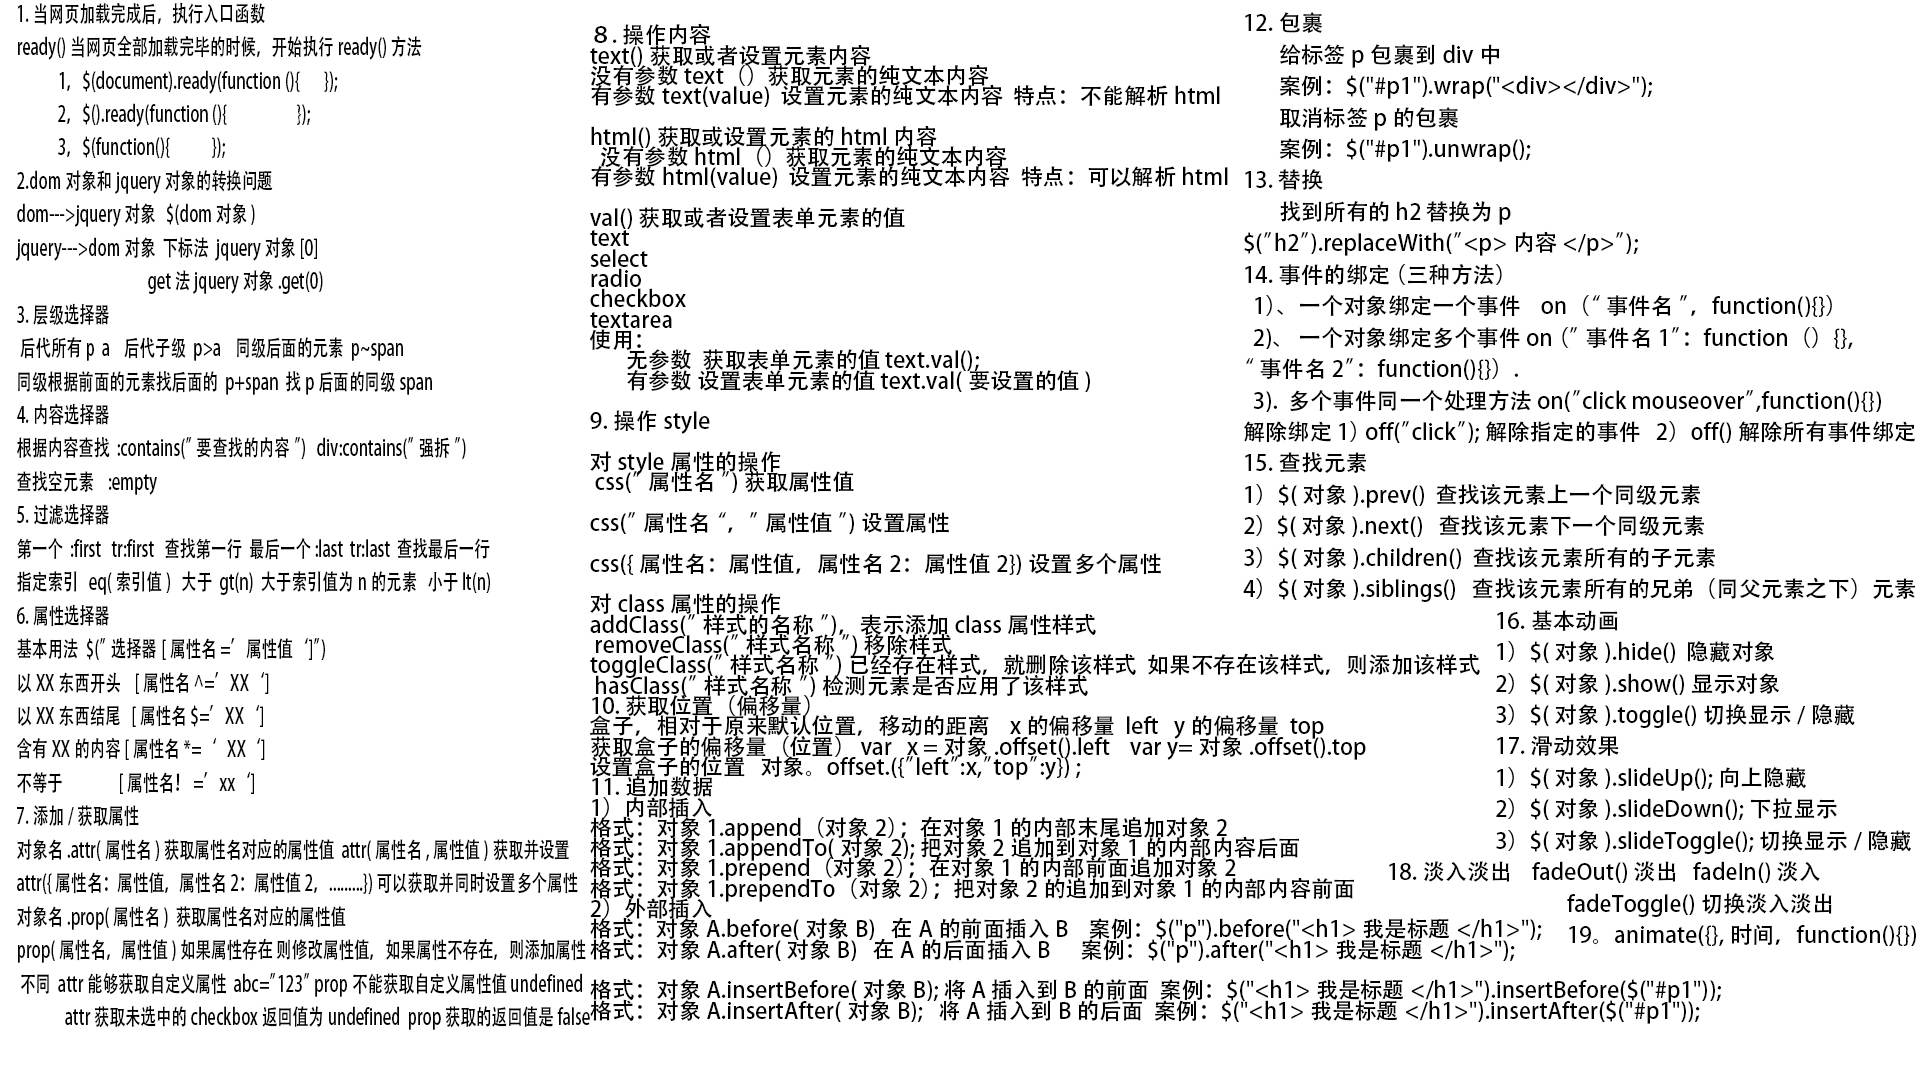 1. 当网页加载完成后，执行入口函数
ready() 当网页全部加载完毕的时候，开始执行 ready() 方法
1，$(document).ready(function (){ });
2，$().ready(function (){ });
3，$(function(){ });
2.dom 对象和 jquery 对象的转换问题
dom--->jquery 对象 $(dom 对象 )
jquery--->dom 对象 下标法 jquery 对象 [0]
get 法 jquery 对象 .get(0)
3. 层级选择器
后代所有 p a 后代子级 p>a 同级后面的元素 p~span
同级根据前面的元素找后面的 p+span 找 p 后面的同级 span
4. 内容选择器
根据内容查找 :contains(" 要查找的内容 ") div:contains(" 强拆 ")
查找空元素 :empty
5. 过滤选择器
第一个 :first tr:first 查找第一行 最后一个 :last tr:last 查找最后一行
指定索引 eq( 索引值 ) 大于 gt(n) 大于索引值为 n 的元素 小于 lt(n)
6. 属性选择器
基本用法 $(" 选择器 [ 属性名 =' 属性值 ']")
以 XX 东西开头 [ 属性名 ^=' XX ']
以 XX 东西结尾 [ 属性名 $=' XX ']
含有 XX 的内容 [ 属性名 *= ' XX ']
不等于 [ 属性名！=' xx ']
7. 添加 / 获取属性
对象名 .attr( 属性名 ) 获取属性名对应的属性值 attr( 属性名 , 属性值 ) 获取并设置
attr({ 属性名：属性值，属性名 2：属性值 2，.........}) 可以获取并同时设置多个属性
对象名 .prop( 属性名 ) 获取属性名对应的属性值
prop( 属性名，属性值 ) 如果属性存在 则修改属性值，如果属性不存在，则添加属性
不同 attr 能够获取自定义属性 abc="123" prop 不能获取自定义属性值 undefined
attr 获取未选中的 checkbox 返回值为 undefined prop 获取的返回值是 false
８. 操作内容
text() 获取或者设置元素内容
没有参数 text（）获取元素的纯文本内容
有参数 text(value) 设置元素的纯文本内容 特点：不能解析 html
html() 获取或设置元素的 html 内容
没有参数 html（）获取元素的纯文本内容
有参数 html(value) 设置元素的纯文本内容 特点：可以解析 html
val() 获取或者设置表单元素的值
text
select
radio
checkbox
textarea
使用：
无参数 获取表单元素的值 text.val();
有参数 设置表单元素的值 text.val( 要设置的值 )
9. 操作 style
对 style 属性的操作
css(" 属性名 ") 获取属性值
css(" 属性名 “，" 属性值 ") 设置属性
css({ 属性名：属性值，属性名 2：属性值 2}) 设置多个属性
对 class 属性的操作
addClass(" 样式的名称 ")，表示添加 class 属性样式
removeClass(" 样式名称 ") 移除样式
toggleClass(" 样式名称 ") 已经存在样式，就删除该样式 如果不存在该样式，则添加该样式
hasClass(" 样式名称 ") 检测元素是否应用了该样式
10. 获取位置（偏移量）
盒子，相对于原来默认位置，移动的距离 x 的偏移量 left y 的偏移量 top
获取盒子的偏移量（位置） var x = 对象 .offset().left var y= 对象 .offset().top
设置盒子的位置 对象。offset.({"left":x,"top":y}) ;
11. 追加数据
1）内部插入
格式：对象 1.append（对象 2）；在对象 1 的内部末尾追加对象 2
格式：对象 1.appendTo( 对象 2); 把对象 2 追加到对象 1 的内部内容后面
格式：对象 1.prepend（对象 2）；在对象 1 的内部前面追加对象 2
格式：对象 1.prependTo（对象 2）；把对象 2 的追加到对象 1 的内部内容前面
2）外部插入
格式：对象 A.before( 对象 B) 在 A 的前面插入 B 案例：$("p").before("<h1> 我是标题 </h1>");
格式：对象 A.after( 对象 B) 在 A 的后面插入 B 案例：$("p").after("<h1> 我是标题 </h1>");
格式：对象 A.insertBefore( 对象 B); 将 A 插入到 B 的前面 案例：$("<h1> 我是标题 </h1>").insertBefore($("#p1"));
格式：对象 A.insertAfter( 对象 B); 将 A 插入到 B 的后面 案例：$("<h1> 我是标题 </h1>").insertAfter($("#p1"));
12. 包裹
给标签 p 包裹到 div 中
案例：$("#p1").wrap("<div></div>");
取消标签 p 的包裹
案例：$("#p1").unwrap();
13. 替换
找到所有的 h2 替换为 p
$("h2").replaceWith("<p> 内容 </p>");
14. 事件的绑定（三种方法）
1）、一个对象绑定一个事件 on（“ 事件名 "，function(){}）
2)、 一个对象绑定多个事件 on（" 事件名 1"：function（）{},
“ 事件名 2"：function(){}）.
3). 多个事件同一个处理方法 on("click mouseover",function(){})
解除绑定 1）off("click"); 解除指定的事件 2）off() 解除所有事件绑定
15. 查找元素
1）$( 对象 ).prev() 查找该元素上一个同级元素
2）$( 对象 ).next() 查找该元素下一个同级元素
3）$( 对象 ).children() 查找该元素所有的子元素
4）$( 对象 ).siblings() 查找该元素所有的兄弟（同父元素之下）元素
16. 基本动画
1）$( 对象 ).hide() 隐藏对象
2）$( 对象 ).show() 显示对象
3）$( 对象 ).toggle() 切换显示 / 隐藏
17. 滑动效果
1）$( 对象 ).slideUp(); 向上隐藏
2）$( 对象 ).slideDown(); 下拉显示
3）$( 对象 ).slideToggle(); 切换显示 / 隐藏
18. 淡入淡出 fadeOut() 淡出 fadeIn() 淡入
fadeToggle() 切换淡入淡出
19。animate({}, 时间，function(){})